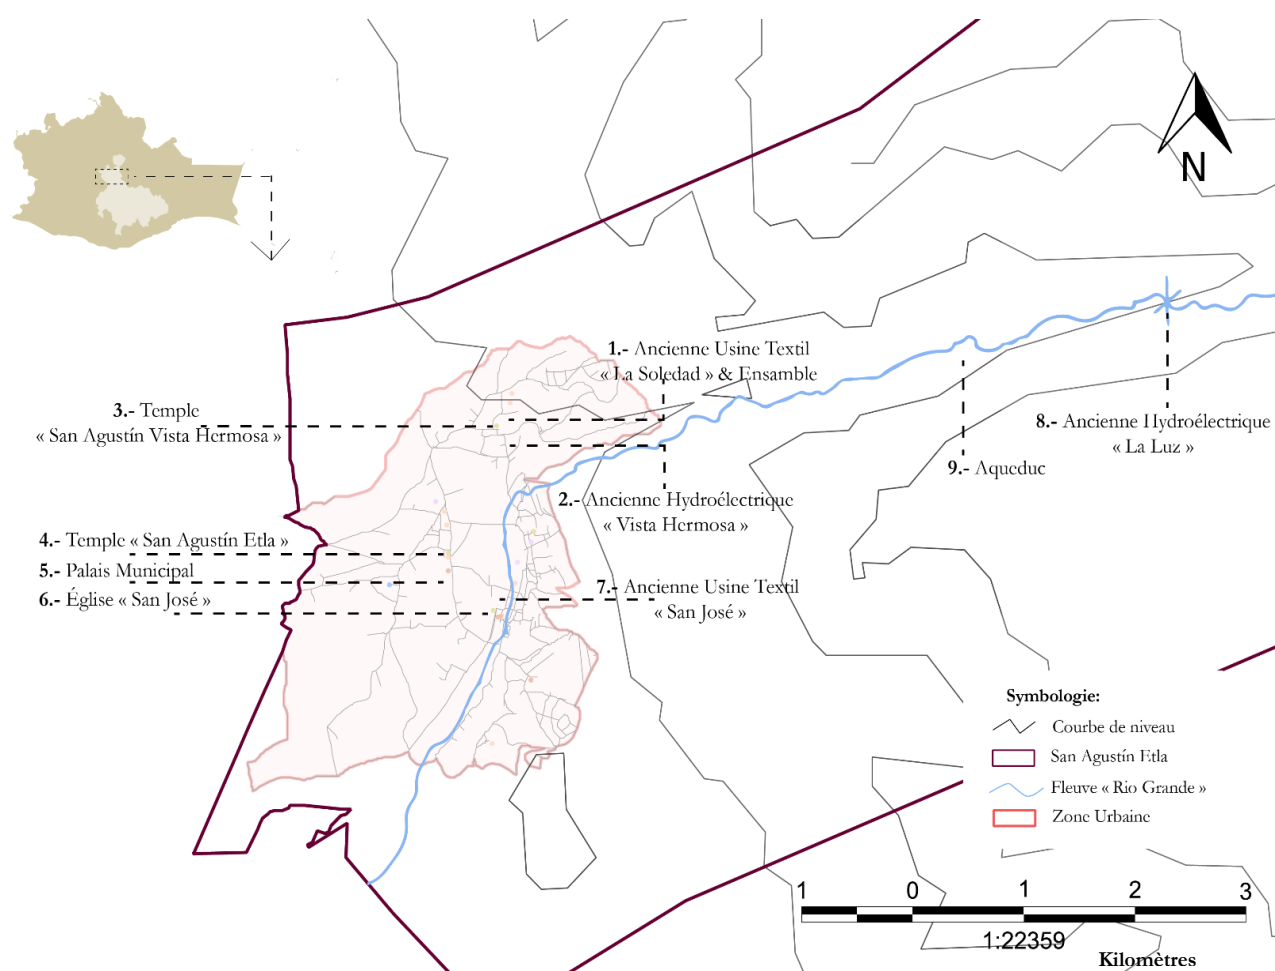 N
1.- Ancienne Usine Textil
« La Soledad » & Ensamble
3.- Temple
« San Agustín Vista Hermosa »
8.- Ancienne Hydroélectrique
« La Luz »
9.- Aqueduc
2.- Ancienne Hydroélectrique
« Vista Hermosa »
4.- Temple « San Agustín Etla »
5.- Palais Municipal
6.- Église « San José »
7.- Ancienne Usine Textil
« San José »
Symbologie:
Courbe de niveau
San Agustín Etla
Fleuve « Rio Grande »
Zone Urbaine
1 0 1 2 3
1:22359
Kilomètres